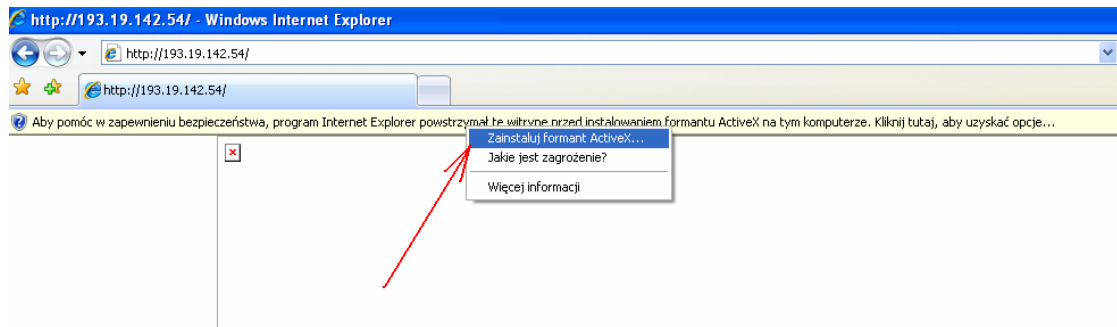 http://193.19.142.54/ - Windows Internet Explorer
http://193.19.142.54/
http://193.19.142.54/
Aby pomóc w zapewnieniu bezpieczeństwa, program Internet Explorer powstrzymał tę witrynę przed instalowaniem formantu ActiveX na tym komputerze. Kliknij tutaj, aby uzyskać opcje...
Zainstaluj formant ActiveX...
Jakie jest zagrożenie?
Więcej informacji